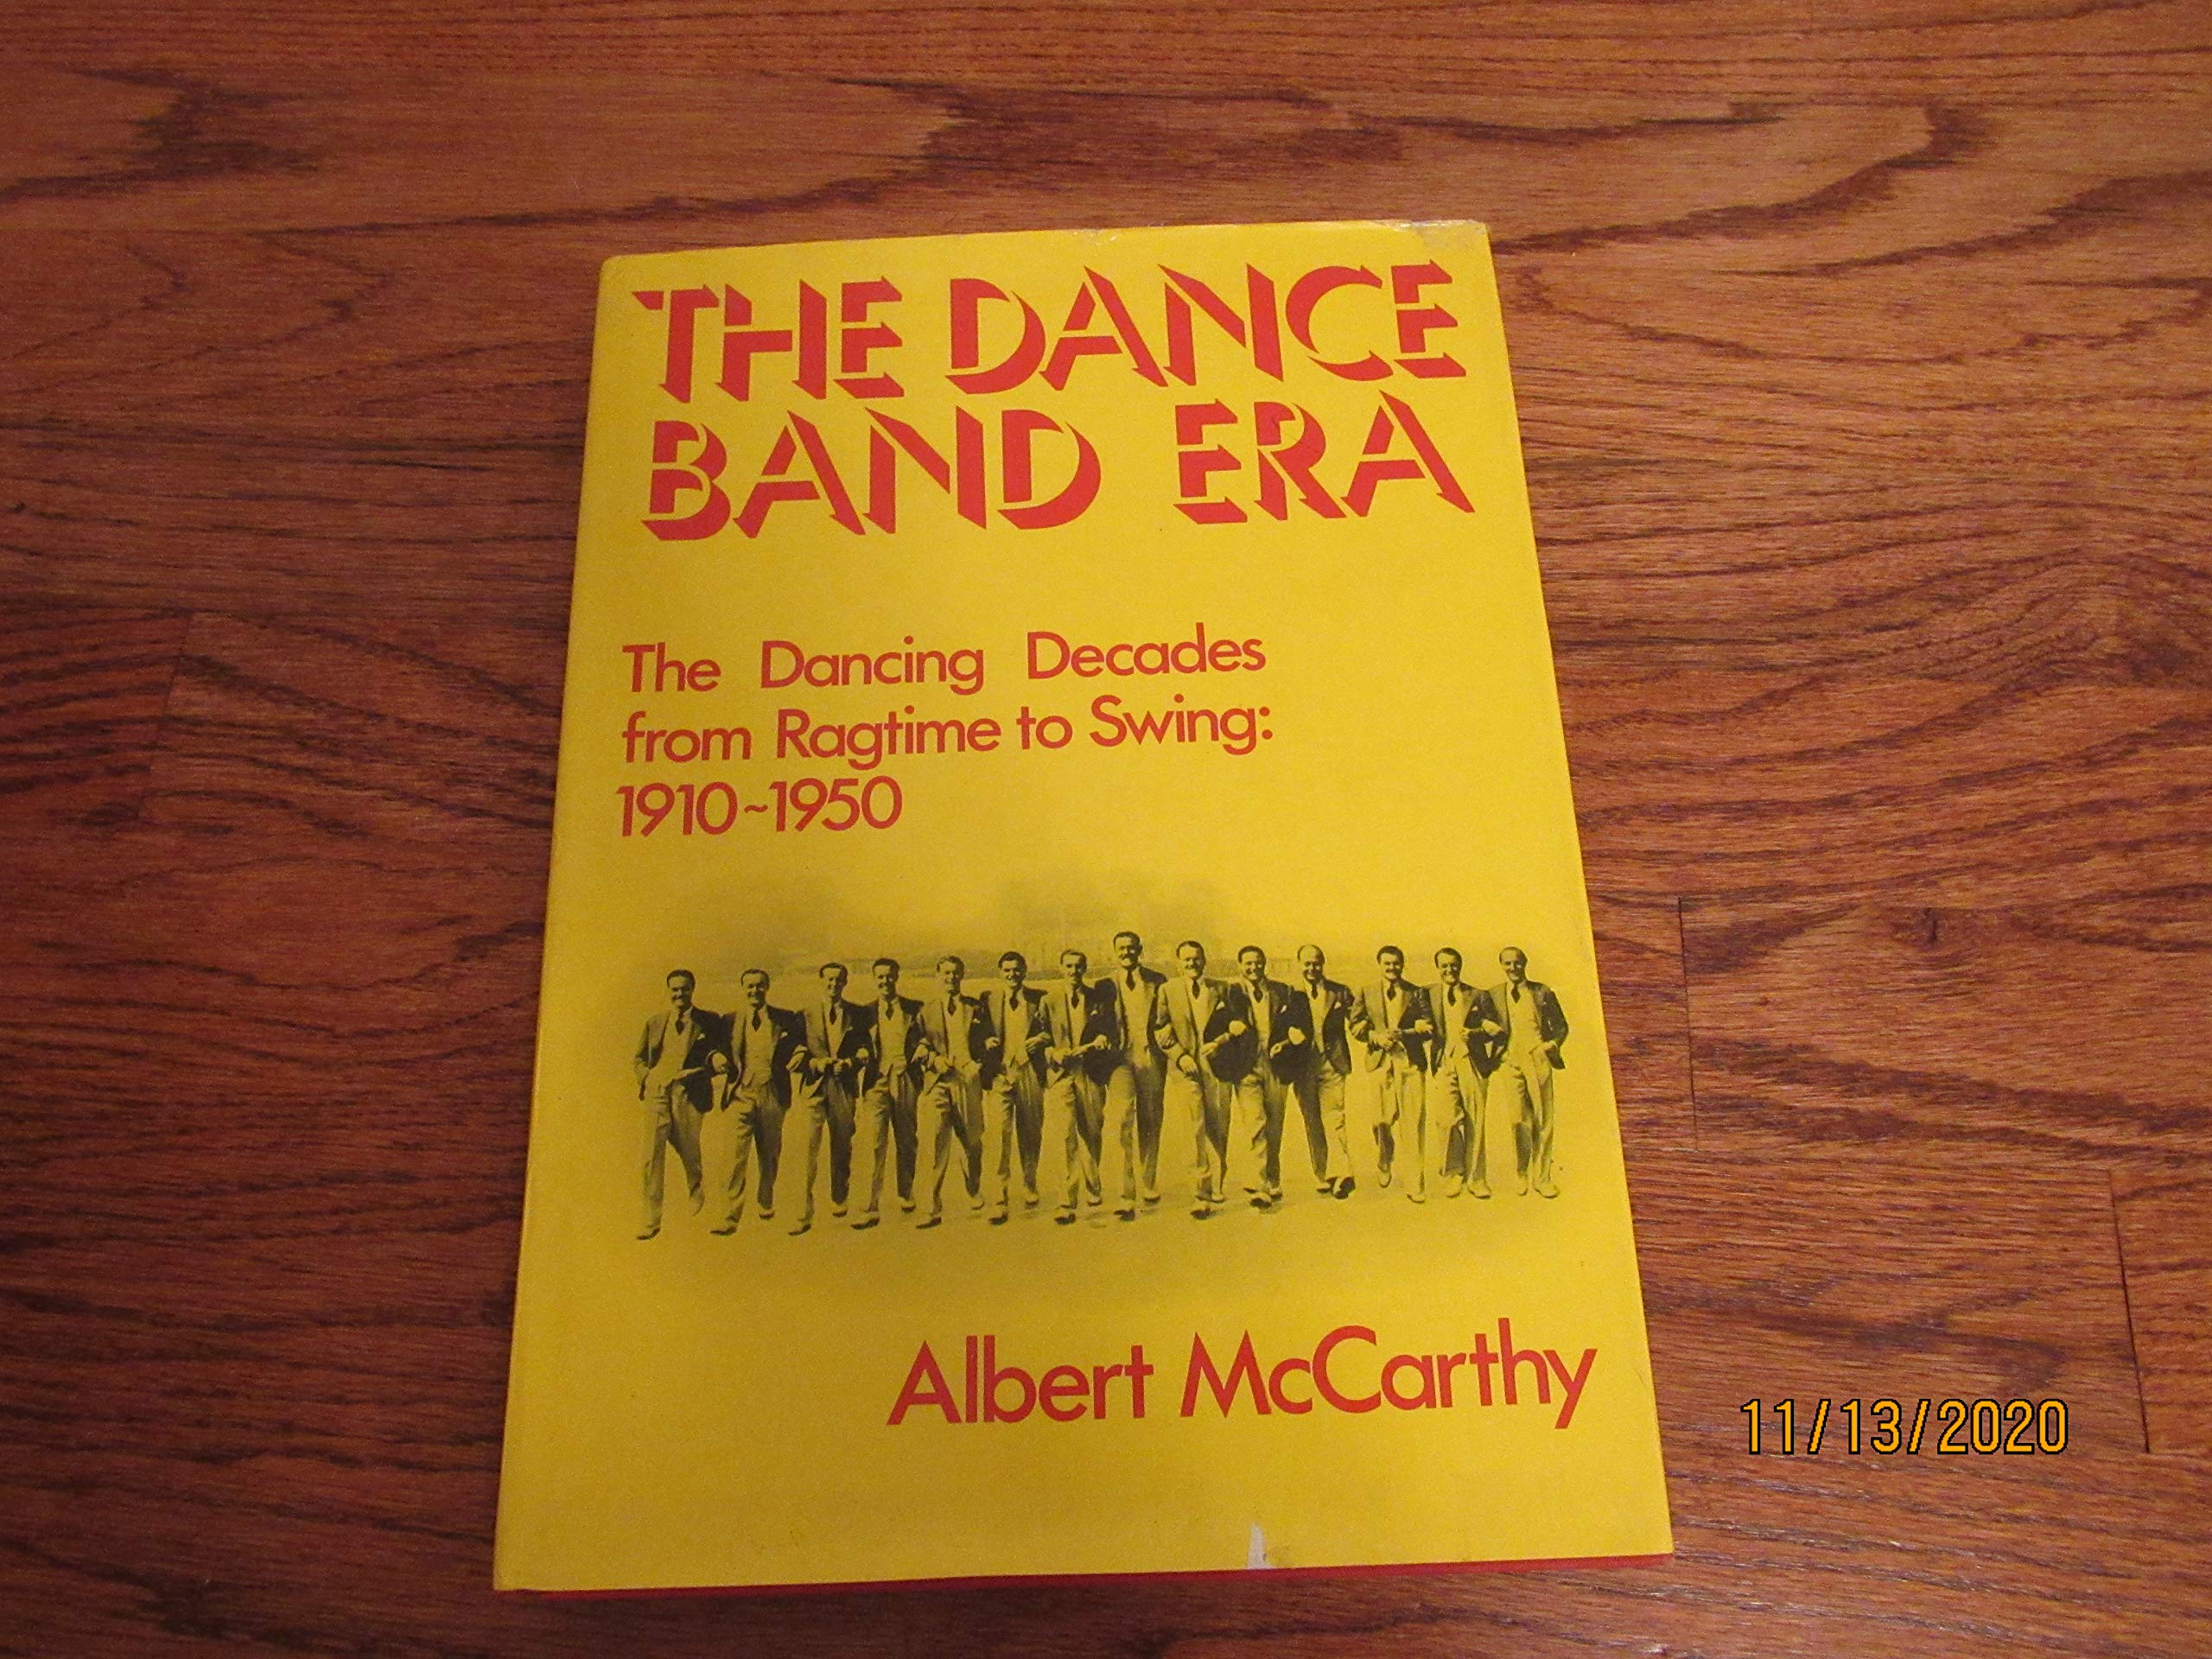 THE DANCE
BAND ERA
The Dancing Decades
from Ragtime to Swing:
1910~1950
Albert McCarthy
11/13/2020